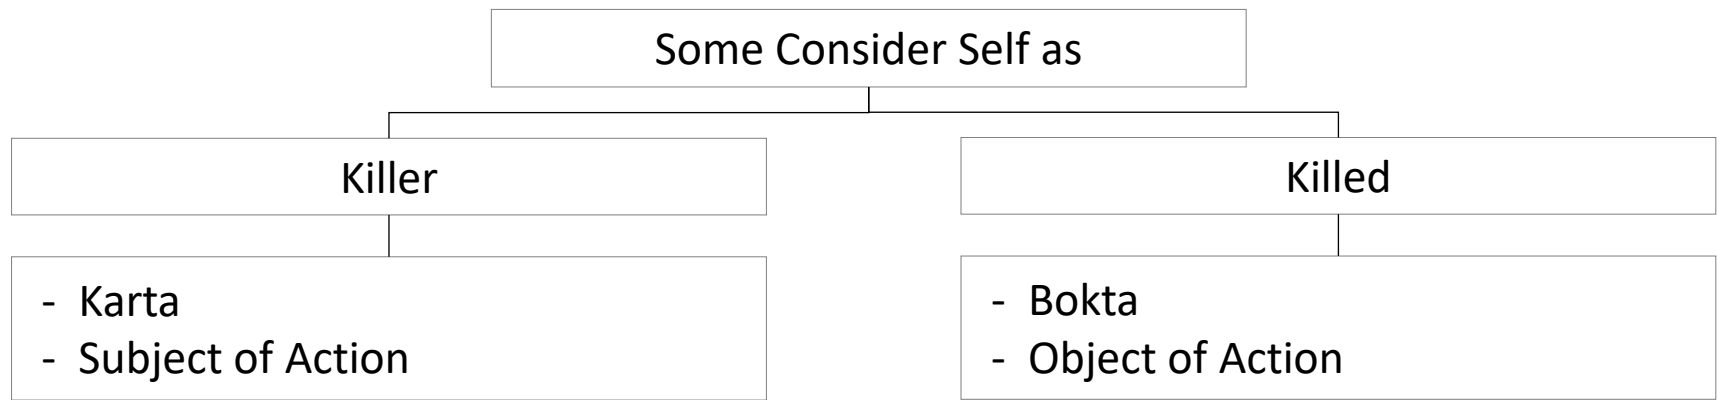 Some Consider Self as
Killer
Killed
- Karta
- Subject of Action
- Bokta
- Object of Action